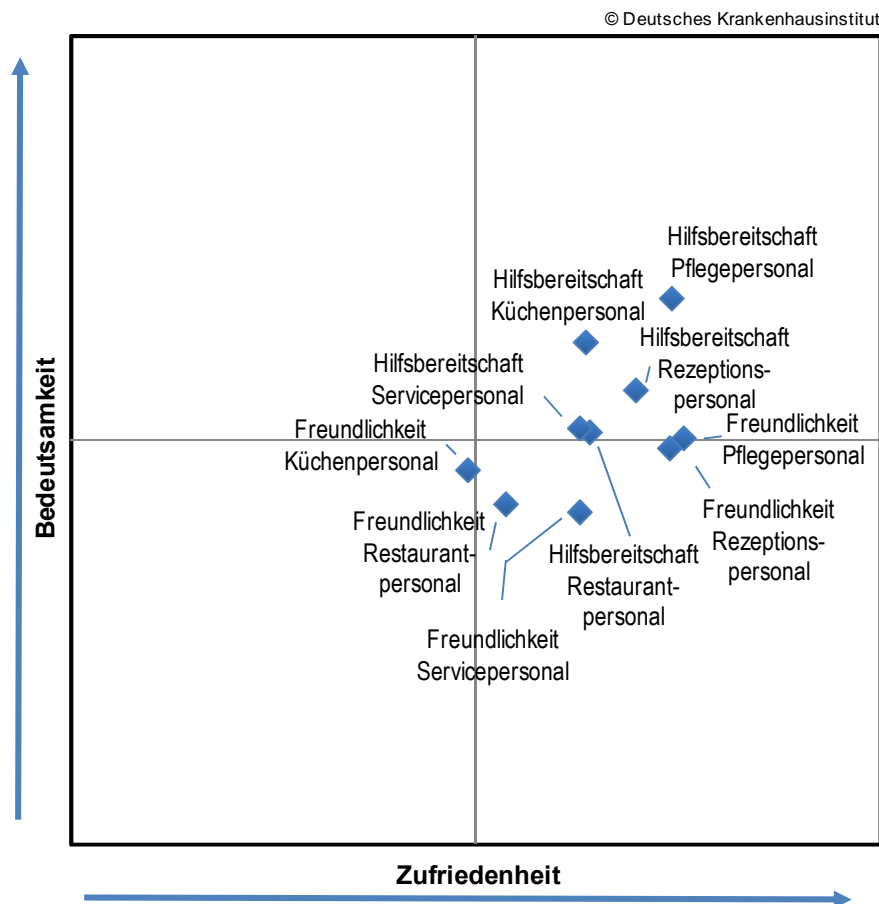 © Deutsches Krankenhausinstitut
Hilfsbereitschaft
Pflegepersonal
Hilfsbereitschaft
Küchenpersonal
Hilfsbereitschaft
Rezeptions-
personal
Hilfsbereitschaft
Servicepersonal
Freundlichkeit
Pflegepersonal
Freundlichkeit
Küchenpersonal
Freundlichkeit
Rezeptions-
personal
Freundlichkeit
Restaurant-
personal
Hilfsbereitschaft
Restaurant-
personal
Freundlichkeit
Servicepersonal
Bedeutsamkeit
Zufriedenheit